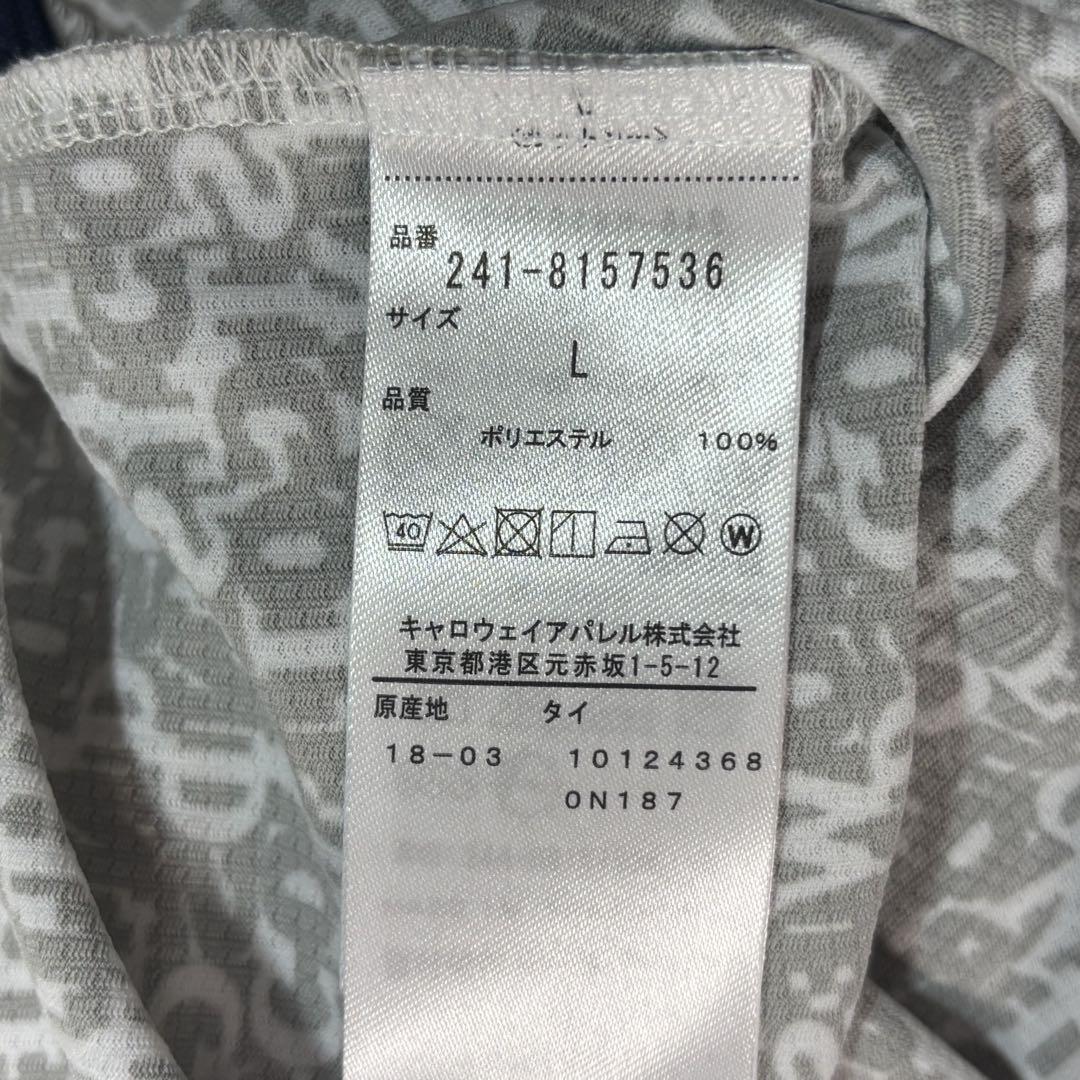 品番
241-8157536
サイズ
L
品質
ポリエステル 100%
40
W
キャロウェイアパレル株式会社
東京都港区元赤坂1-5-12
原産地 タイ
18-03 10124368
0N187